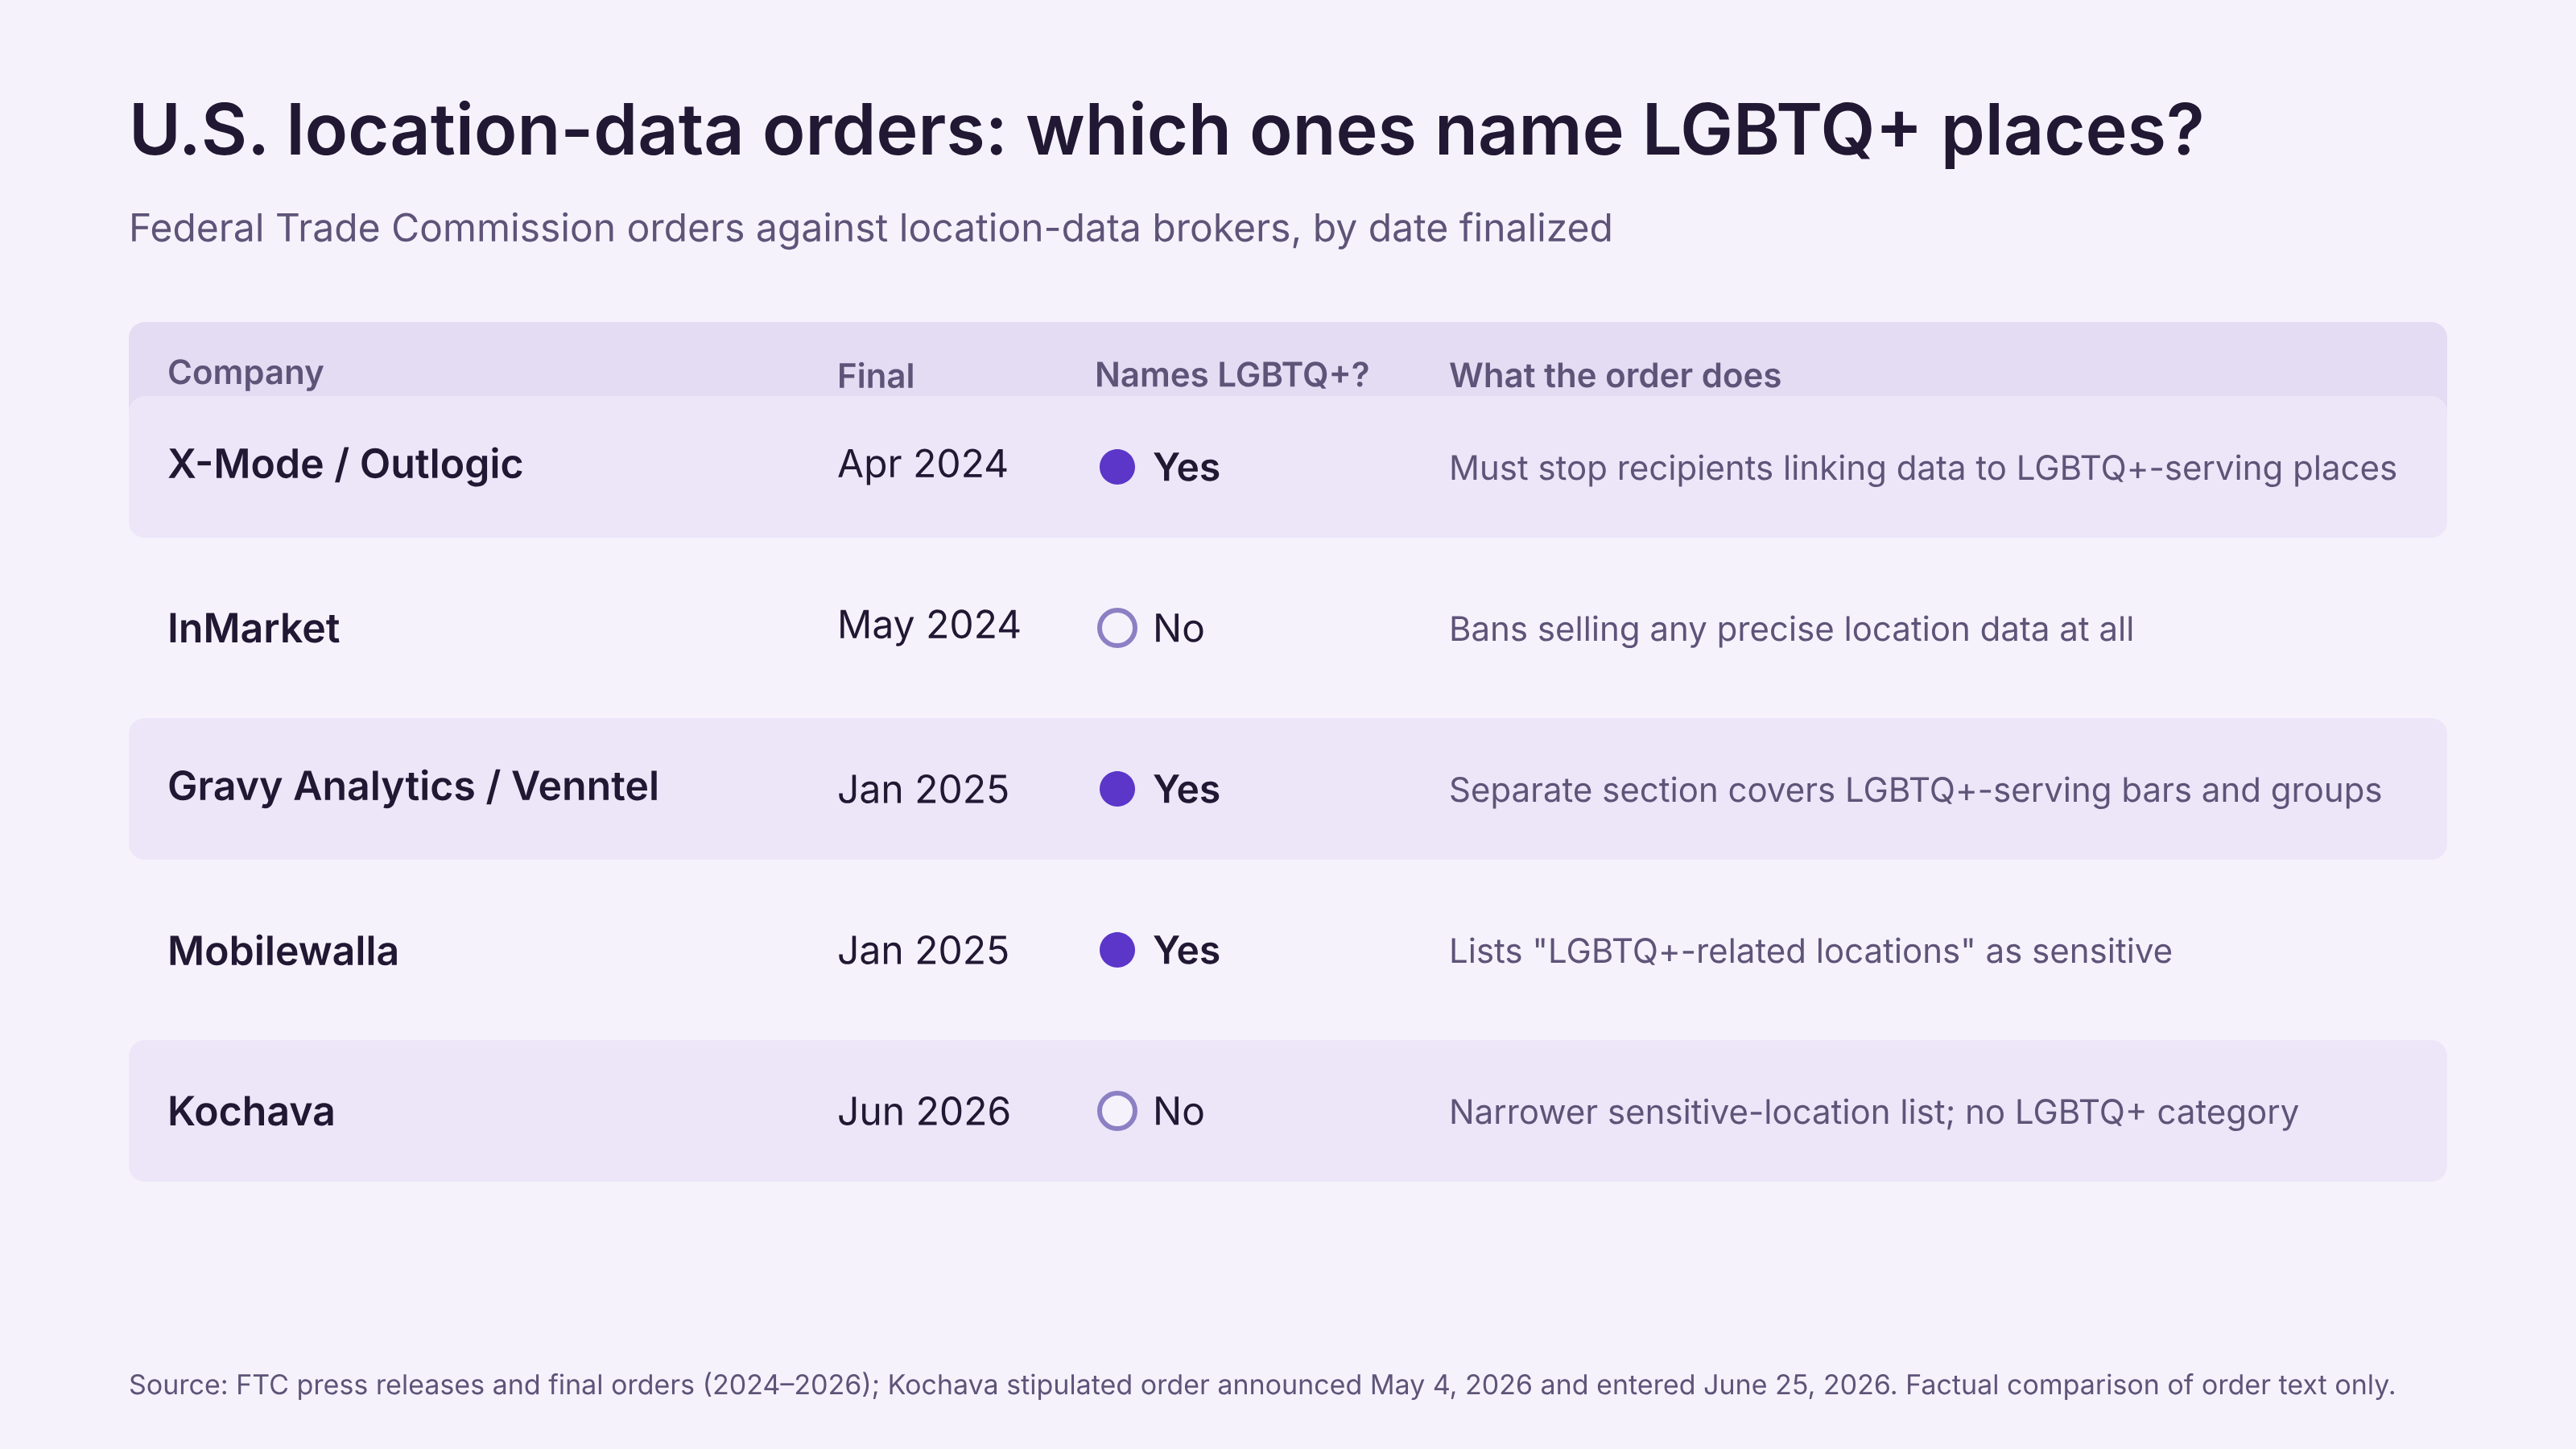 U.S. location-data orders: which ones name LGBTQ+ places?
Federal Trade Commission orders against location-data brokers, by date finalized
Company Final Names LGBTQ+? What the order does
X-Mode / Outlogic Apr 2024 Yes Must stop recipients linking data to LGBTQ+-serving places
InMarket May 2024 No Bans selling any precise location data at all
Gravy Analytics / Venntel Jan 2025 Yes Separate section covers LGBTQ+-serving bars and groups
Mobilewalla Jan 2025 Yes Lists "LGBTQ+-related locations" as sensitive
Kochava Jun 2026 No Narrower sensitive-location list; no LGBTQ+ category
Source: FTC press releases and final orders (2024–2026); Kochava stipulated order announced May 4, 2026 and entered June 25, 2026. Factual comparison of order text only.